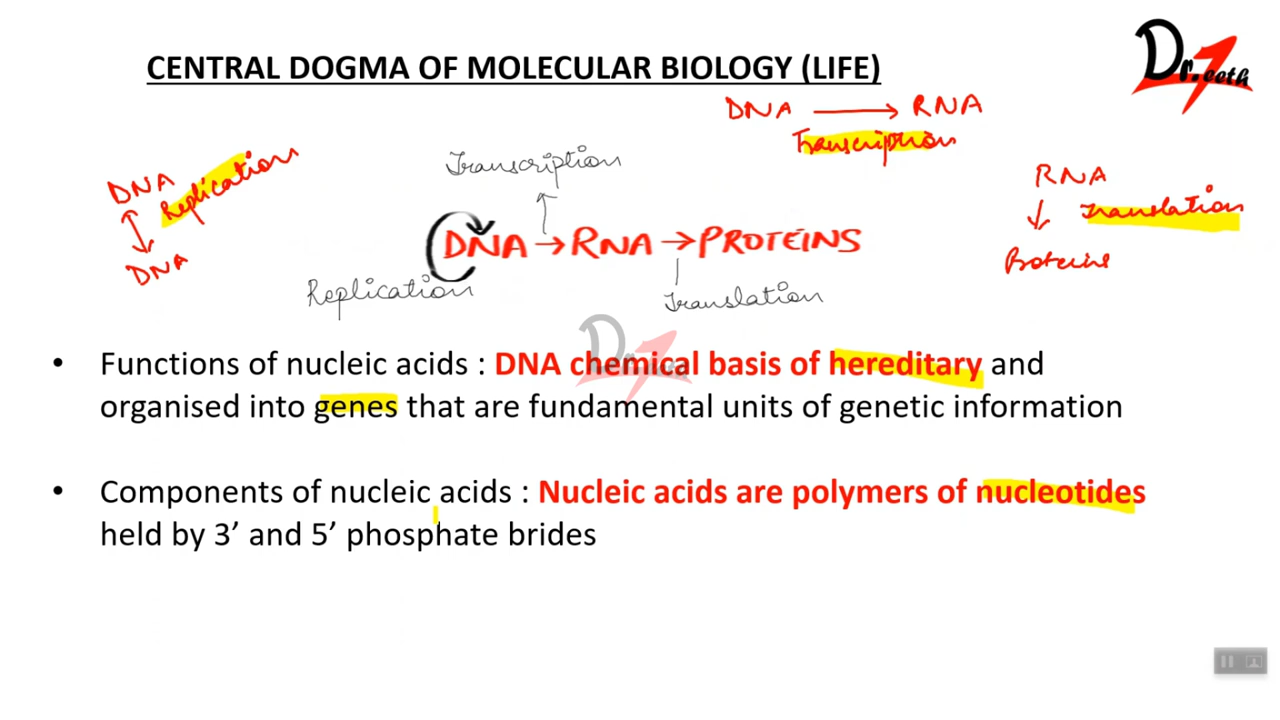 CENTRAL DOGMA OF MOLECULAR BIOLOGY (LIFE)
Dr.eeth
DNA → RNA
Transcription
Transcription
DNA Replication
↕
DNA
RNA
↓ Translation
Proteins
DNA → RNA → PROTEINS
Replication
Translation
Dr.
• Functions of nucleic acids : DNA chemical basis of hereditary and
organised into genes that are fundamental units of genetic information
• Components of nucleic acids : Nucleic acids are polymers of nucleotides
held by 3’ and 5’ phosphate brides